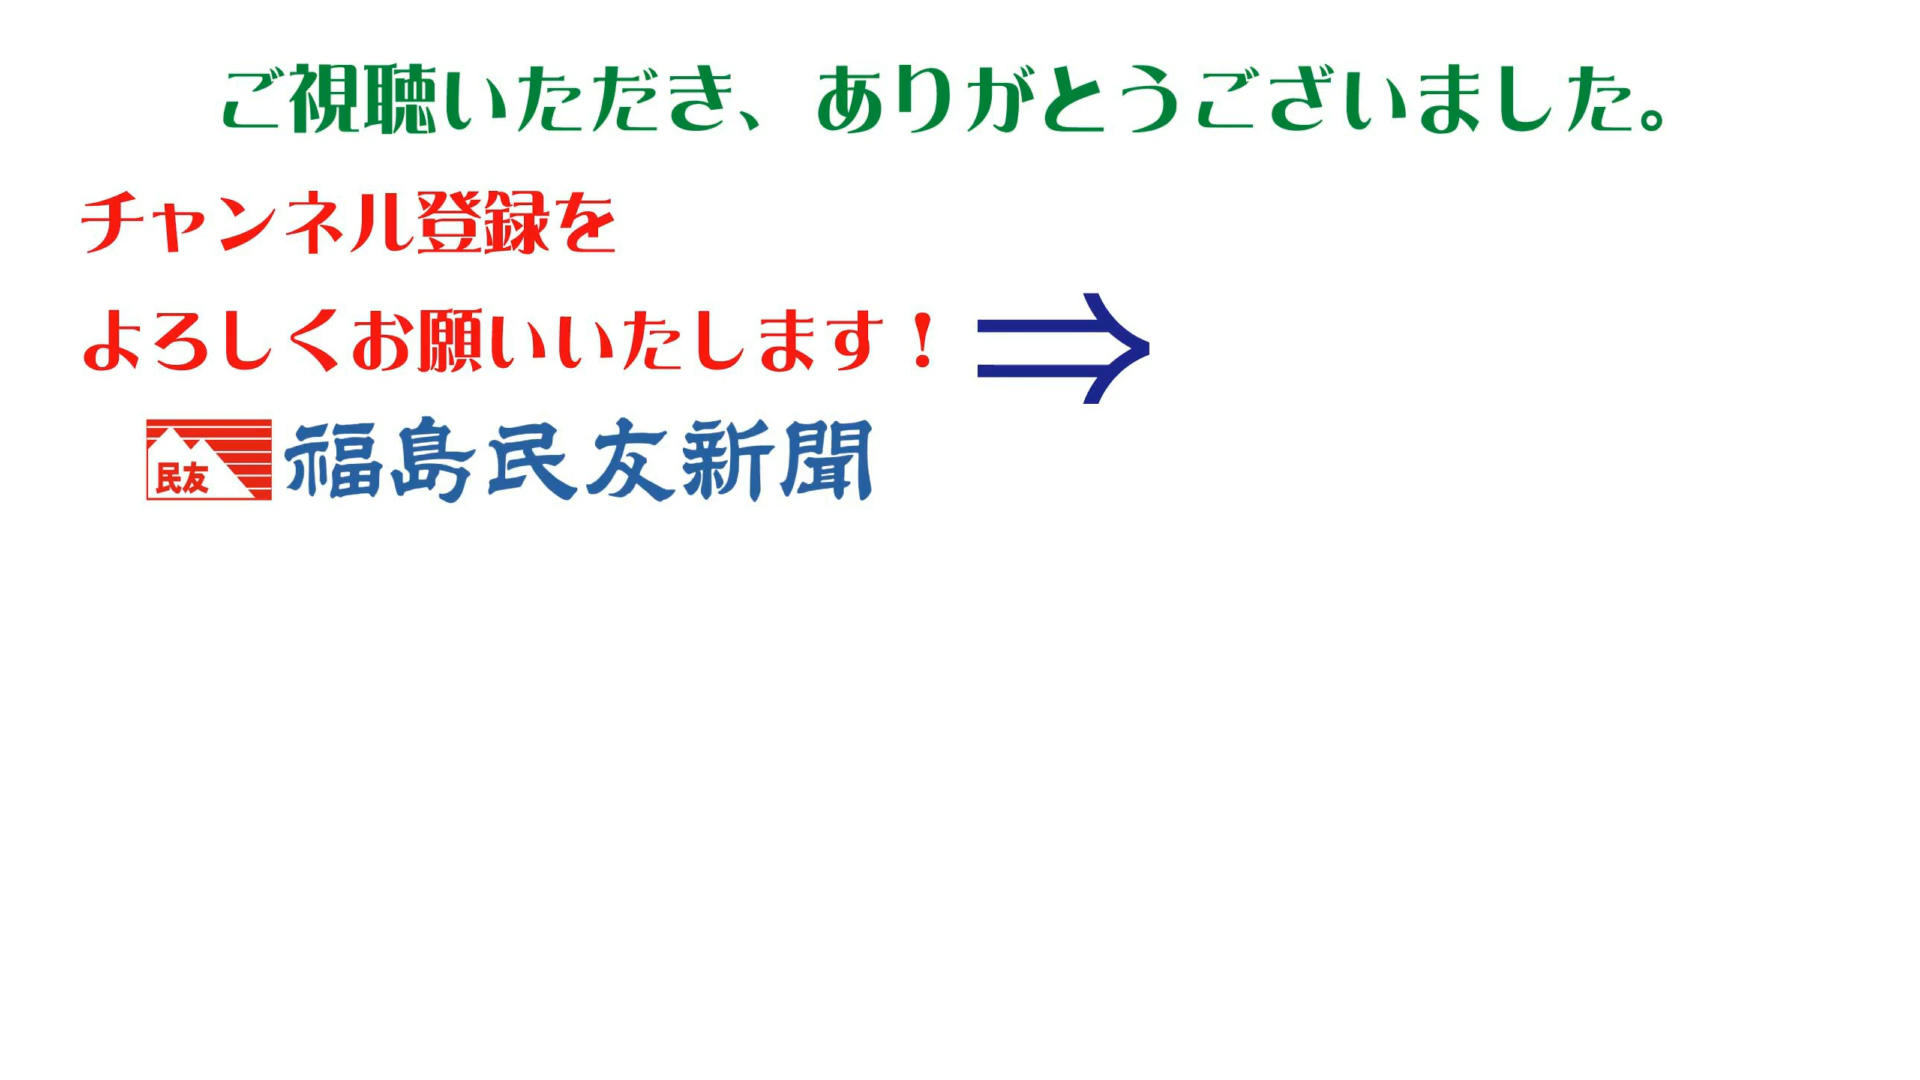 ご視聴いただき、ありがとうございました。
チャンネル登録を
よろしくお願いいたします！⇒
民友 福島民友新聞